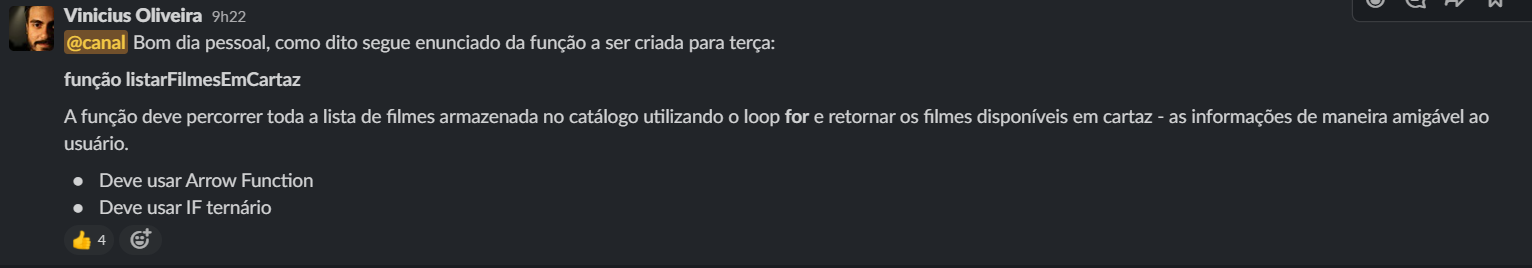 Vinicius Oliveira 9h22
@canal Bom dia pessoal, como dito segue enunciado da função a ser criada para terça:
função listarFilmesEmCartaz
A função deve percorrer toda a lista de filmes armazenada no catálogo utilizando o loop for e retornar os filmes disponíveis em cartaz - as informações de maneira amigável ao
usuário.
● Deve usar Arrow Function
● Deve usar IF ternário
👍 4